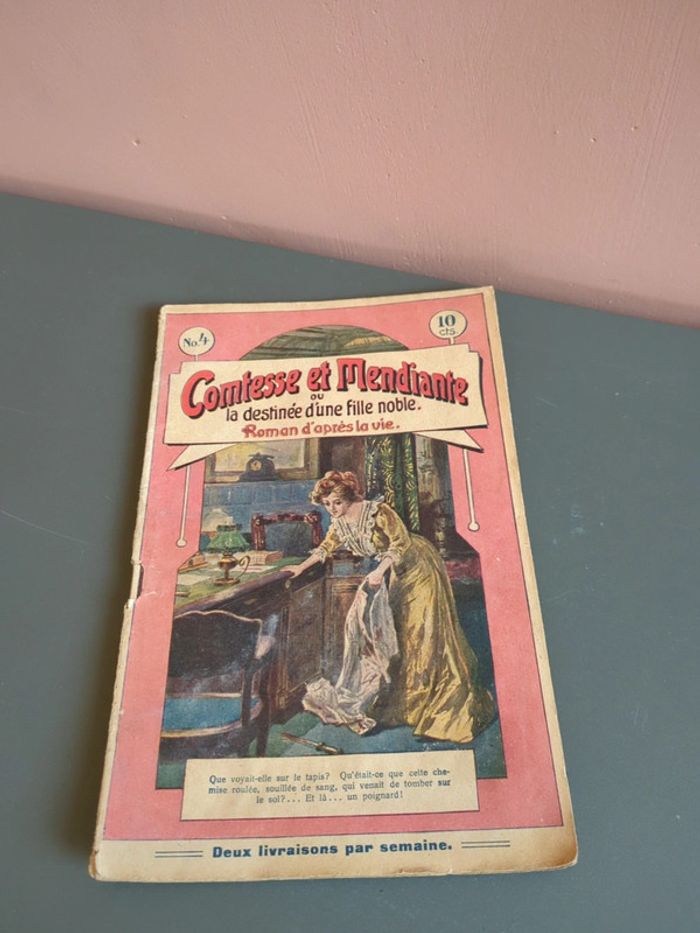 No. 4
10
cts.
Comtesse et Mendiante
ou
la destinée d'une fille noble.
Roman d'après la vie.
Que voyait-elle sur le tapis? Qu'était-ce que cette che-
mise roulée, souillée de sang, qui venait de tomber sur
le sol?... Et là... un poignard!
Deux livraisons par semaine.